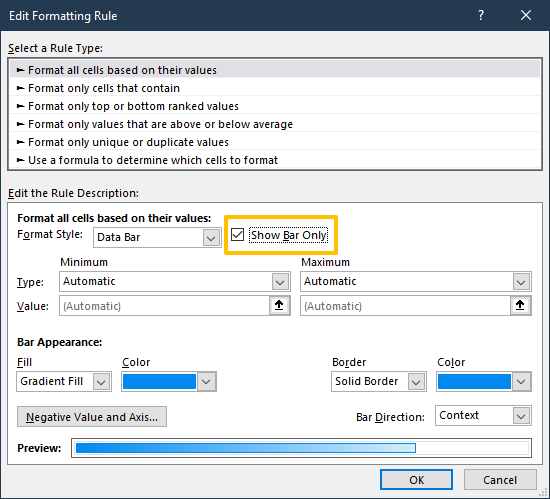 Edit Formatting Rule ?
Select a Rule Type:
► Format all cells based on their values
► Format only cells that contain
► Format only top or bottom ranked values
► Format only values that are above or below average
► Format only unique or duplicate values
► Use a formula to determine which cells to format
Edit the Rule Description:
Format all cells based on their values:
Format Style: Data Bar Show Bar Only
Minimum Maximum
Type: Automatic Automatic
Value: (Automatic) (Automatic)
Bar Appearance:
Fill Color Border Color
Gradient Fill Solid Border
Negative Value and Axis... Bar Direction: Context
Preview:
OK Cancel